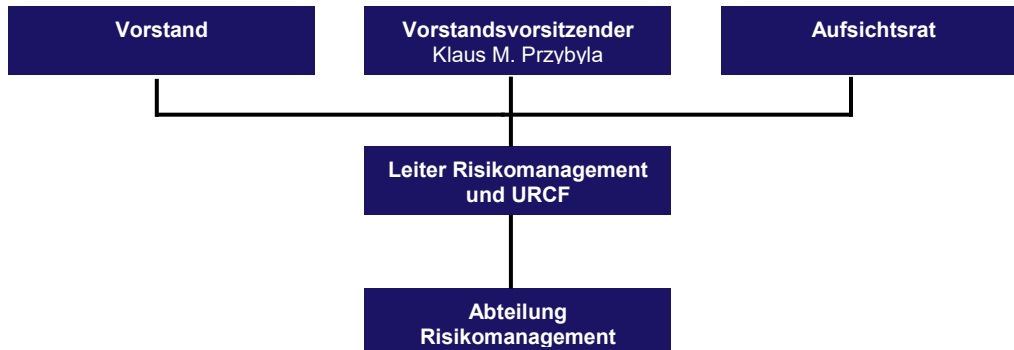 Vorstand
Vorstandsvorsitzender
Klaus M. Przybyla
Aufsichtsrat
Leiter Risikomanagement
und URCF
Abteilung
Risikomanagement